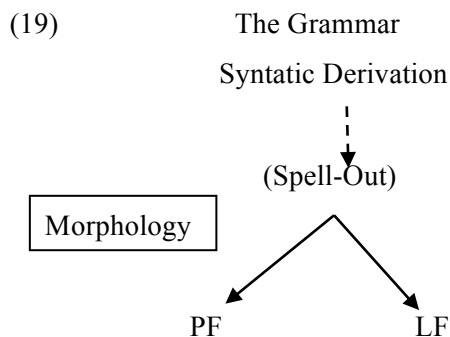 (19) The Grammar
Syntatic Derivation
(Spell-Out)
Morphology
PF LF